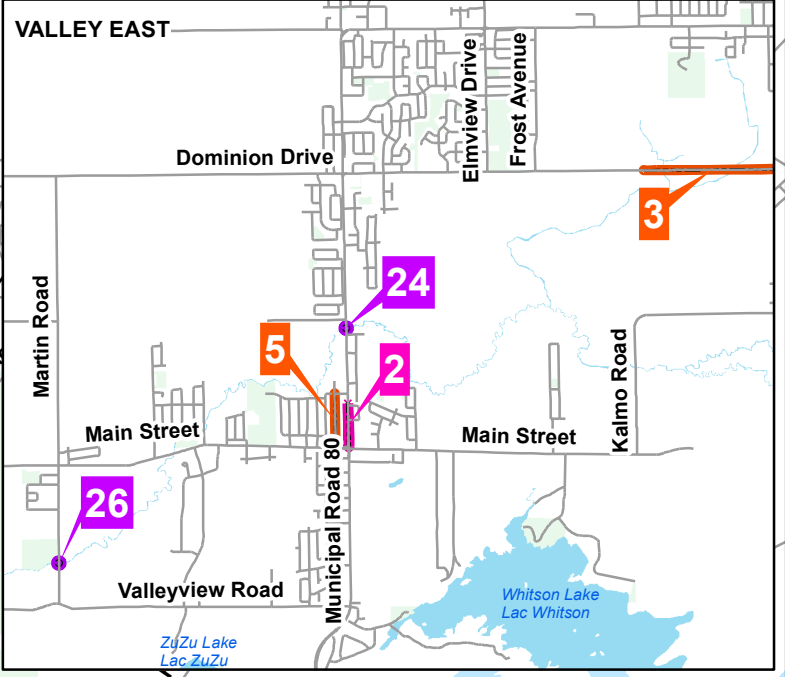 VALLEY EAST
Elmview Drive
Frost Avenue
Dominion Drive
3
24
Martin Road
5
2
Kalmo Road
Main Street
Main Street
Municipal Road 80
26
Valleyview Road
Whitson Lake
Lac Whitson
ZuZu Lake
Lac ZuZu